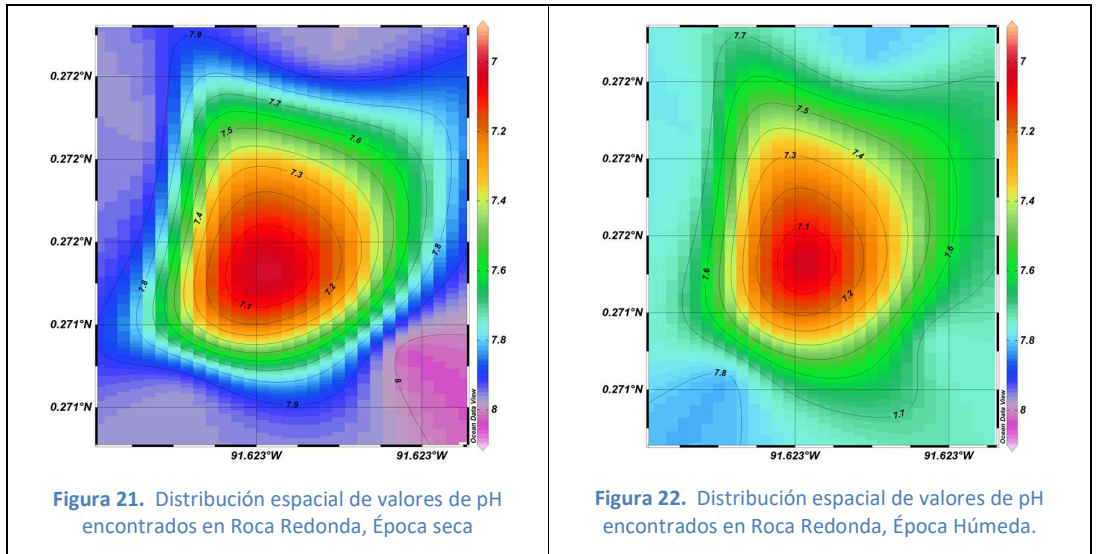 7.9
7.7
7.6
7.5
7.3
7.4
7.8
7.8
7.2
7.1
8
7.9
0.272°N
0.272°N
0.272°N
0.271°N
0.271°N
91.623°W
91.623°W
7
7.2
7.4
7.6
7.8
8
Ocean Data View
Figura 21. Distribución espacial de valores de pH
encontrados en Roca Redonda, Época seca
7.7
7.5
7.4
7.3
7.1
7.6
7.6
7.2
7.8
7.7
0.272°N
0.272°N
0.272°N
0.271°N
0.271°N
91.623°W
91.623°W
7
7.2
7.4
7.6
7.8
8
Ocean Data View
Figura 22. Distribución espacial de valores de pH
encontrados en Roca Redonda, Época Húmeda.